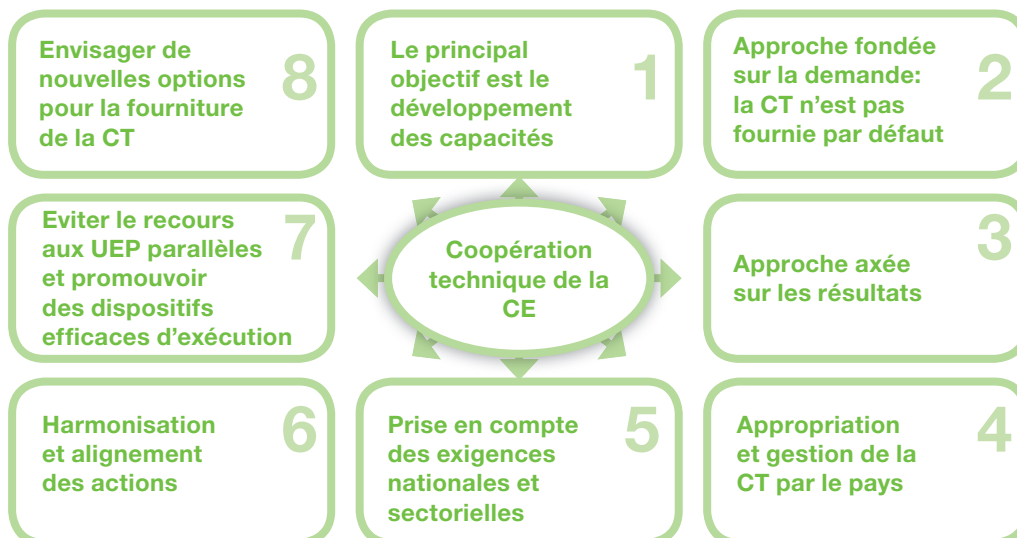 Envisager de
nouvelles options
pour la fourniture
de la CT
8
Le principal
objectif est le
développement
des capacités
1
Approche fondée
sur la demande:
la CT n'est pas
fournie par défaut
2
Eviter le recours
aux UEP parallèles
et promouvoir
des dispositifs
efficaces d'exécution
7
Coopération
technique de la
CE
Approche axée
sur les résultats
3
Harmonisation
et alignement
des actions
6
Prise en compte
des exigences
nationales et
sectorielles
5
Appropriation
et gestion de la
CT par le pays
4